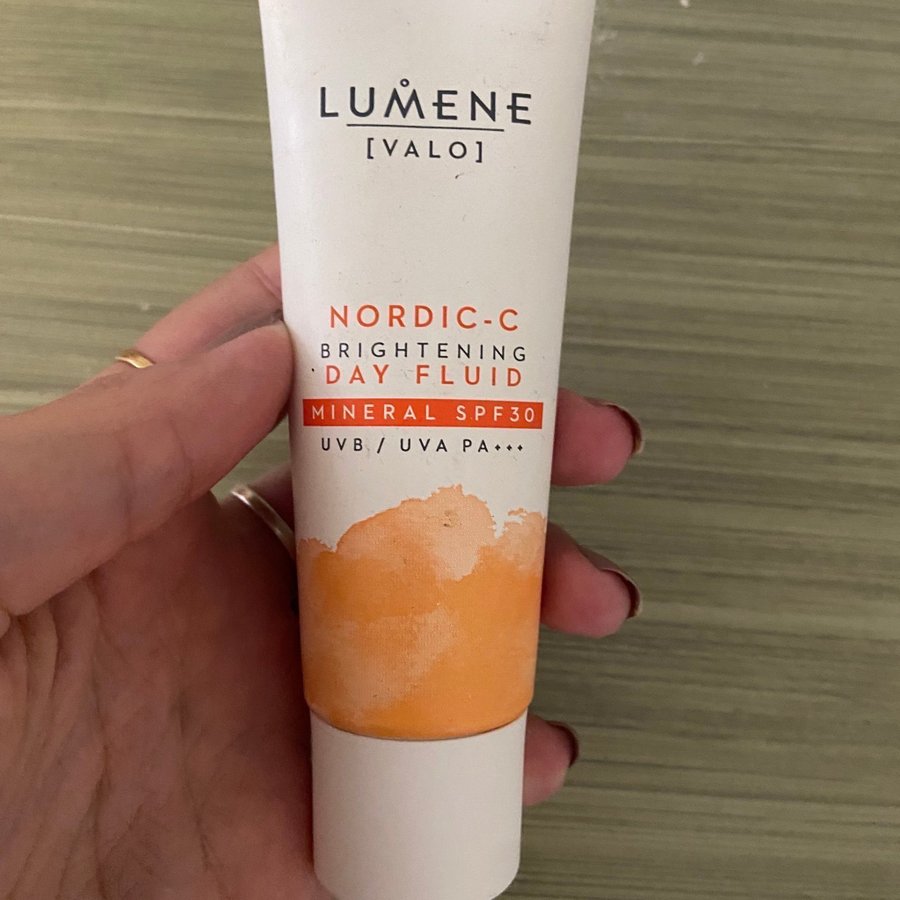 LUMENE
[VALO]
NORDIC-C
BRIGHTENING
DAY FLUID
MINERAL SPF30
UVB / UVA PA+++